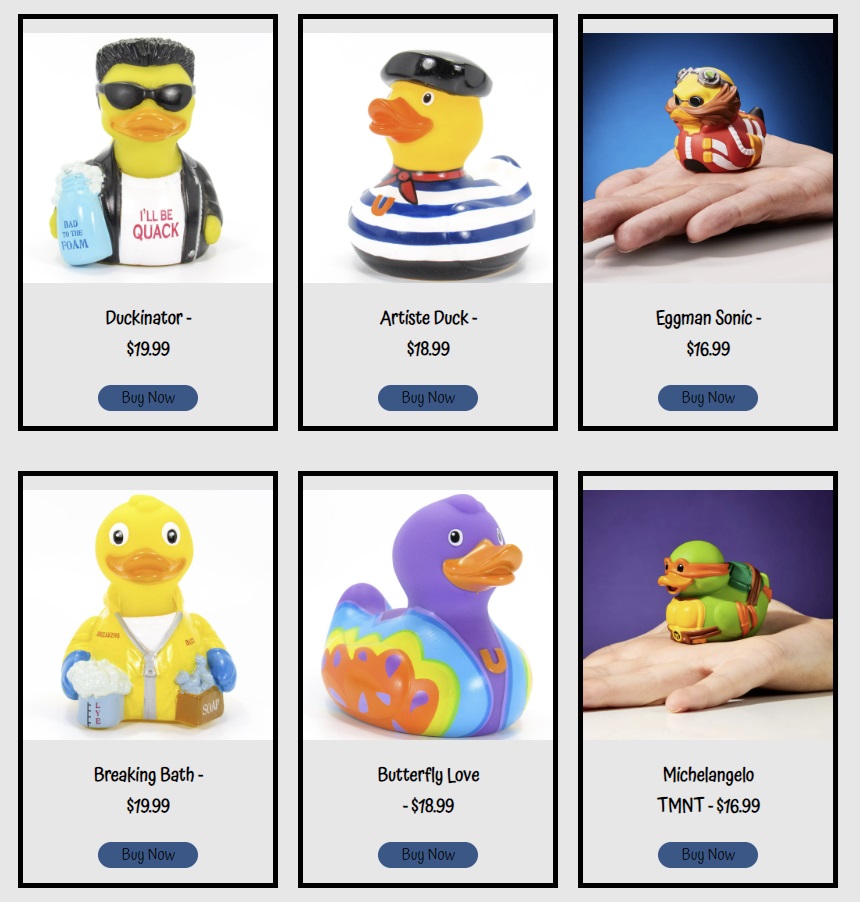 BAD
TO THE
FOAM
I'LL BE
QUACK
Duckinator -
$19.99
Buy Now
Artiste Duck -
$18.99
Buy Now
Eggman Sonic -
$16.99
Buy Now
BREAKING
BATH
LYE
SOAP
Breaking Bath -
$19.99
Buy Now
Butterfly Love
- $18.99
Buy Now
Michelangelo
TMNT - $16.99
Buy Now